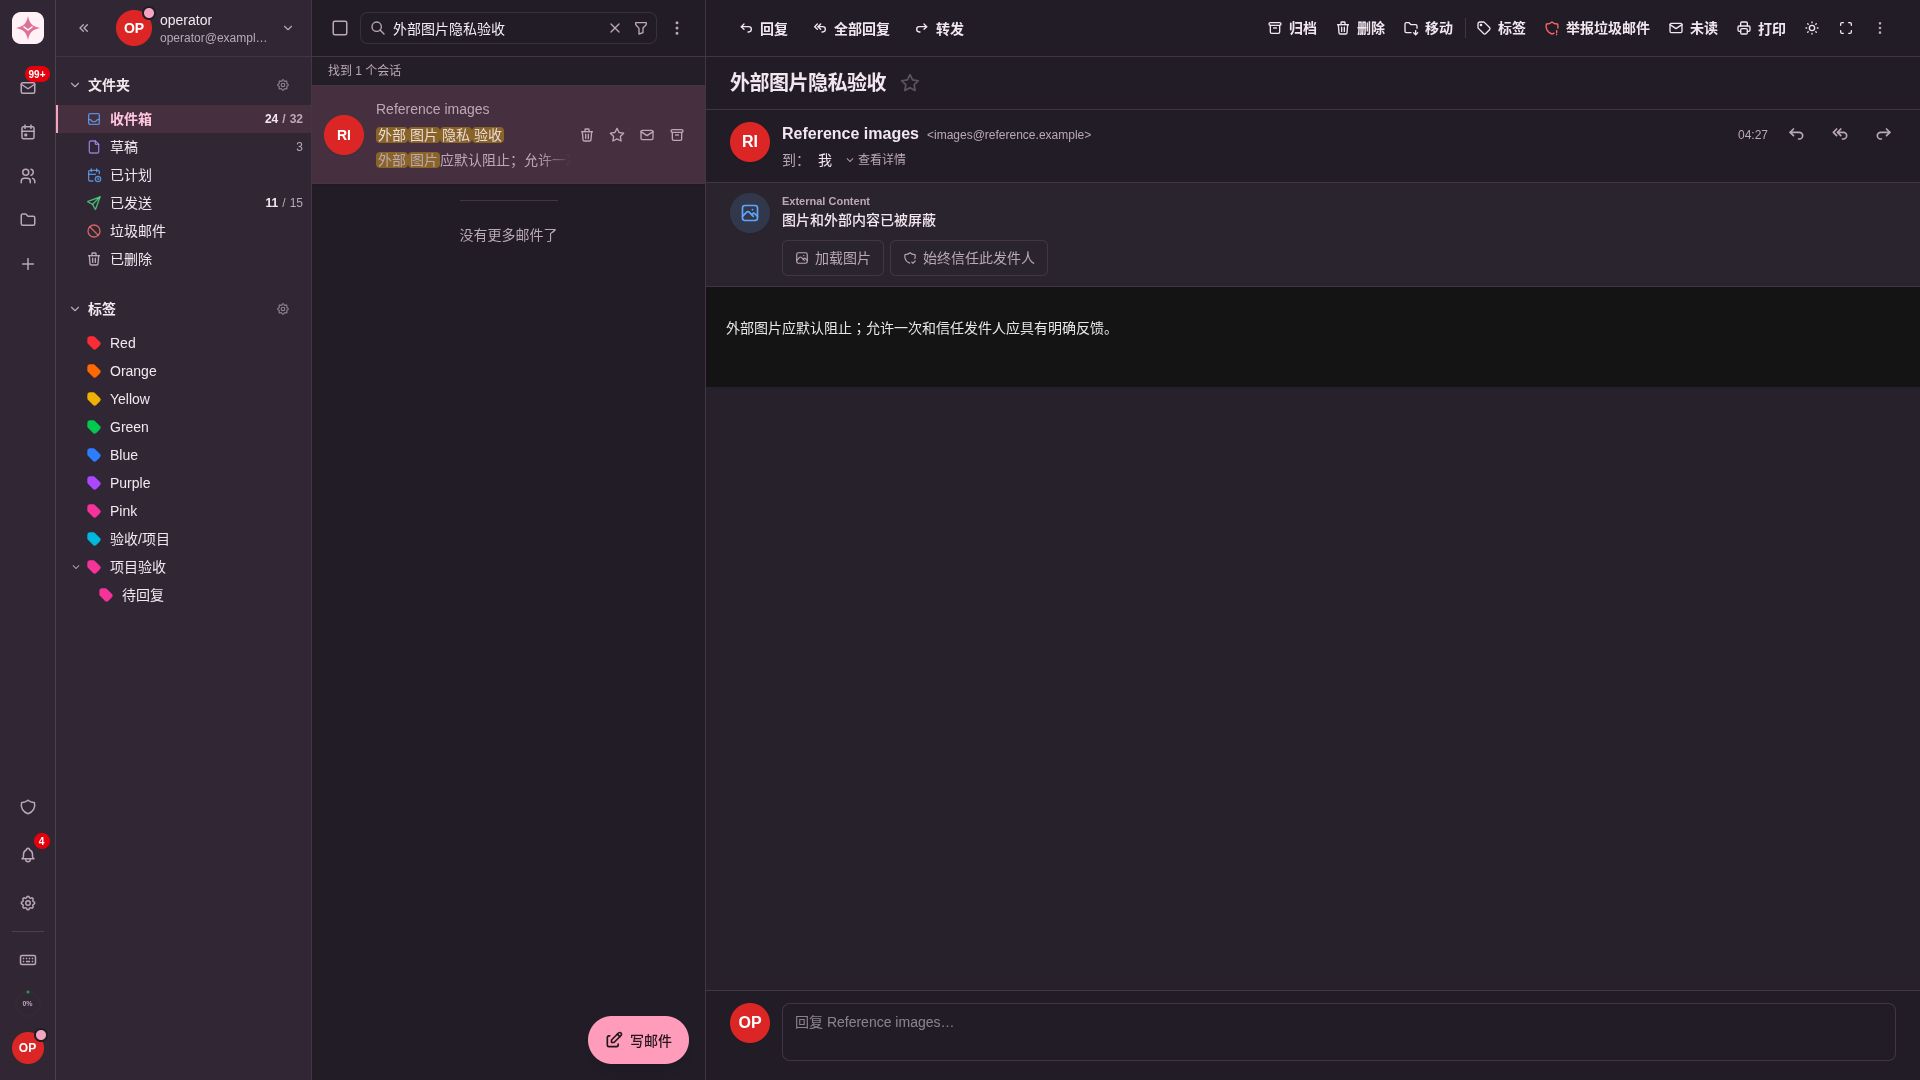 99+
4
0%
OP
OP
operator
operator@exampl…
文件夹
收件箱 24 / 32
草稿 3
已计划
已发送 11 / 15
垃圾邮件
已删除
标签
Red
Orange
Yellow
Green
Blue
Purple
Pink
验收/项目
项目验收
待回复
外部图片隐私验收
找到 1 个会话
RI
Reference images
外部 图片 隐私 验收
外部 图片应默认阻止；允许一
没有更多邮件了
写邮件
回复 全部回复 转发 归档 删除 移动 标签 举报垃圾邮件 未读 打印
外部图片隐私验收
RI
Reference images <images@reference.example> 04:27
到： 我 查看详情
External Content
图片和外部内容已被屏蔽
加载图片 始终信任此发件人
外部图片应默认阻止；允许一次和信任发件人应具有明确反馈。
OP
回复 Reference images…